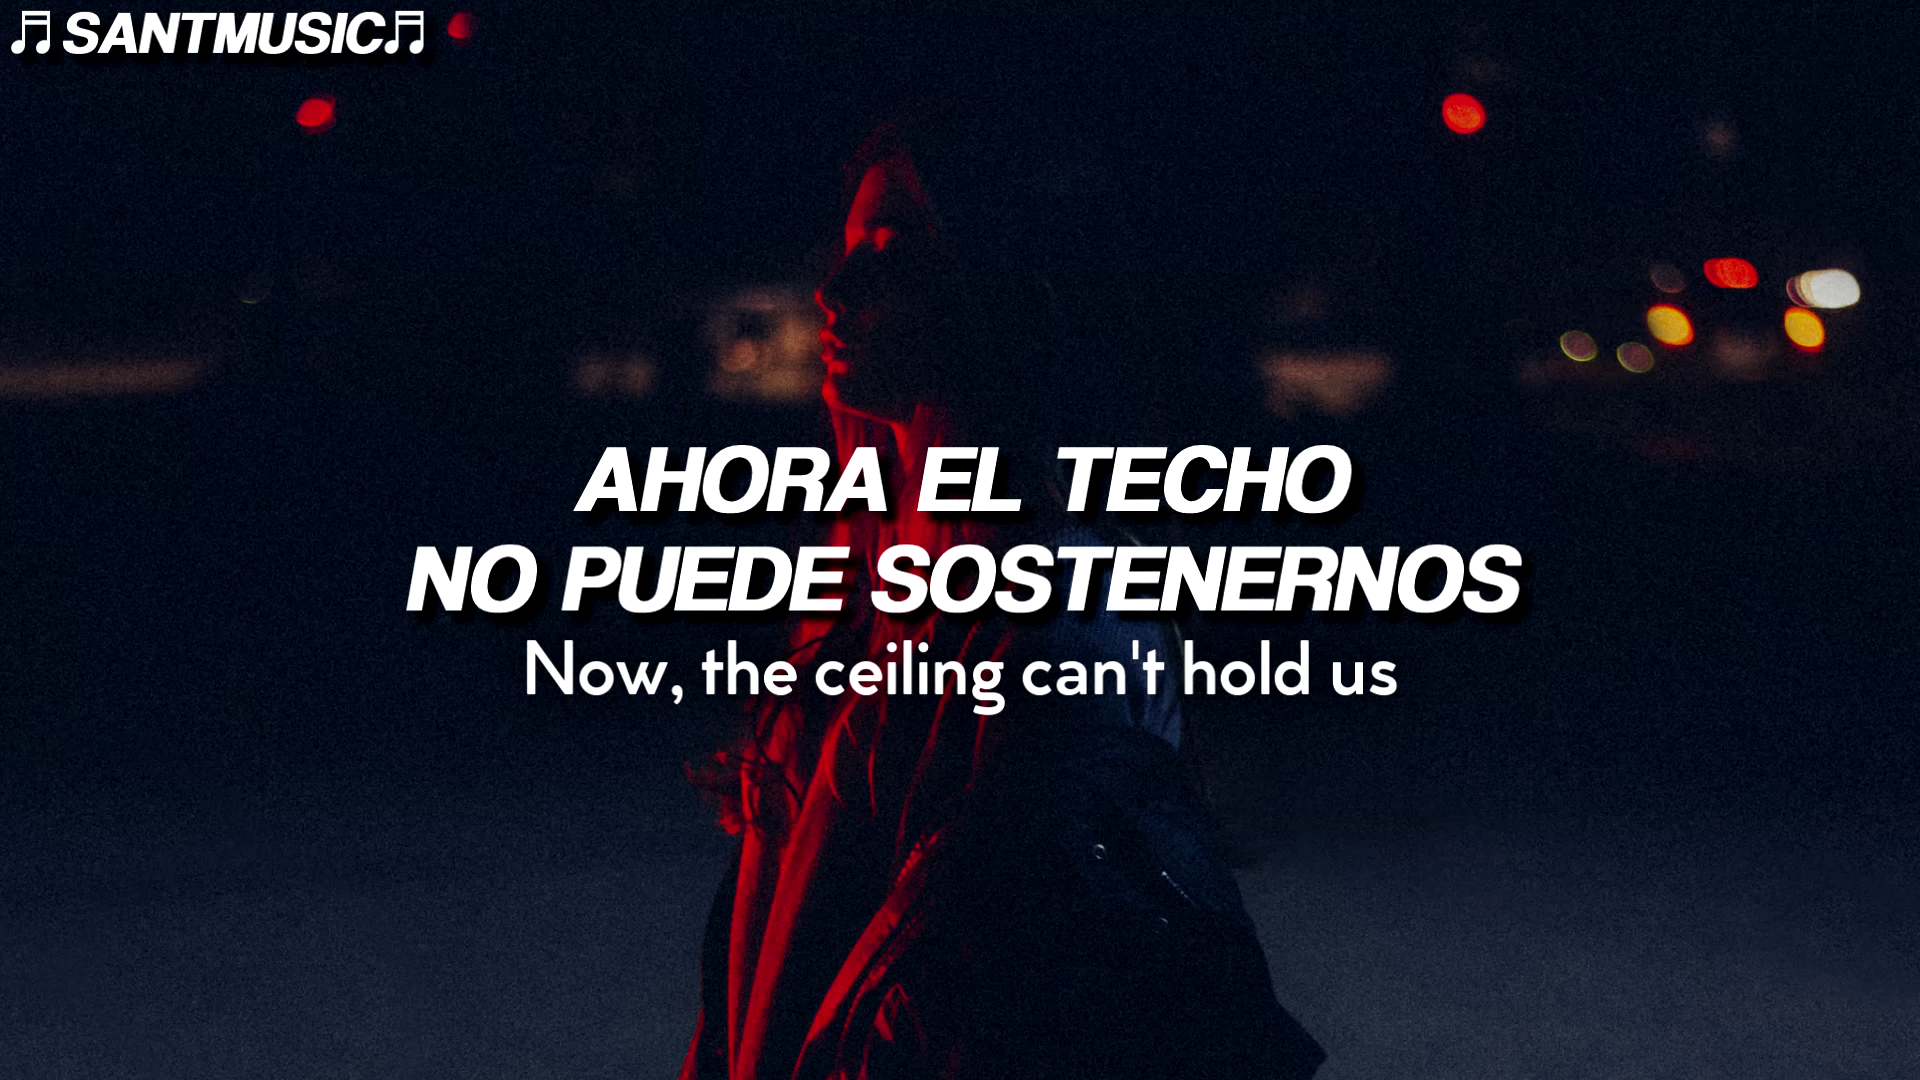 ♫SANTMUSIC♫
AHORA EL TECHO
NO PUEDE SOSTENERNOS
Now, the ceiling can't hold us